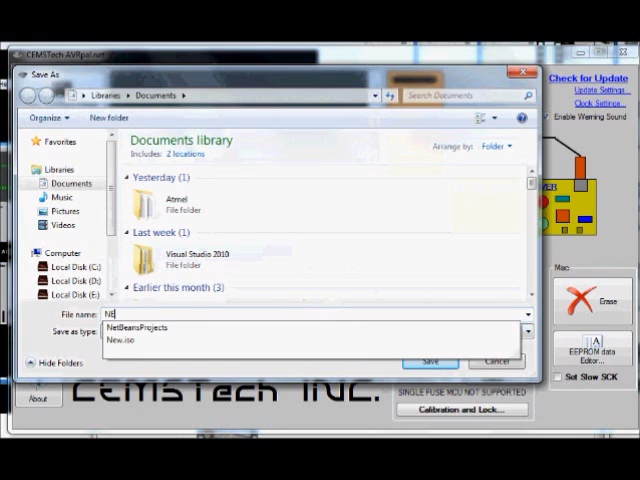 CEMSTech AVRpal.net
Save As
Libraries
Documents
Search Documents
Organize
New folder
Favorites
Libraries
Documents
Music
Pictures
Videos
Computer
Local Disk (C:)
Local Disk (D:)
Local Disk (E:)
Documents library
Includes: 2 locations
Arrange by: Folder
Yesterday (1)
Atmel
File folder
Last week (1)
Visual Studio 2010
File folder
Earlier this month (3)
File name: NE
Save as type:
NetBeansProjects
New.iso
Hide Folders
Save
Cancel
Check for Update
Update Settings...
Clock Settings...
Enable Warning Sound
Misc
Erase
EEPROM data
Editor...
Set Slow SCK
About
CEMSTech INC.
SINGLE FUSE MCU NOT SUPPORTED
Calibration and Lock...